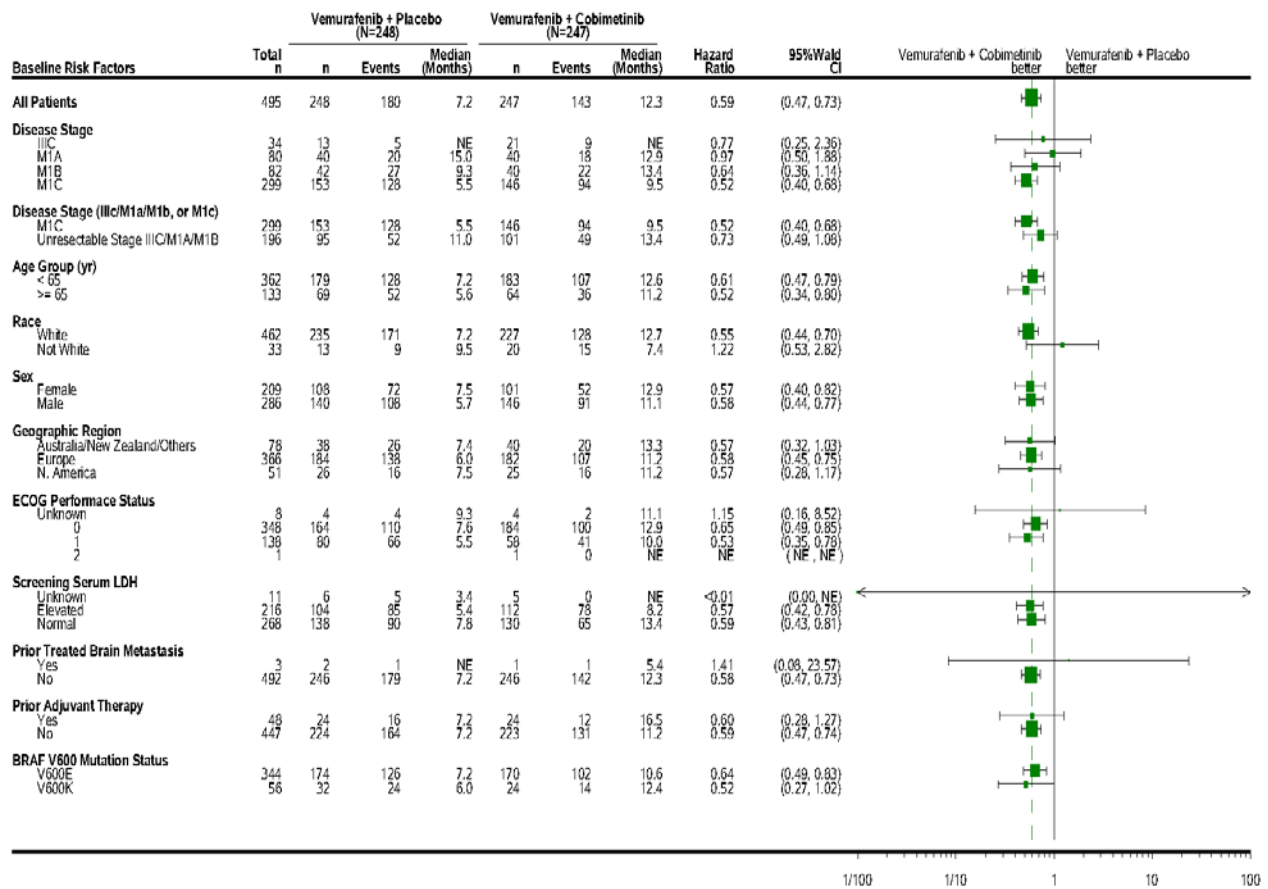 Vemurafenib + Placebo Vemurafenib + Cobimetinib
(N=248) (N=247)
Total Median Median Hazard 95%Wald Vemurafenib + Cobimetinib Vemurafenib + Placebo
Baseline Risk Factors n n Events (Months) n Events (Months) Ratio CI better better
All Patients 495 248 180 7.2 247 143 12.3 0.59 (0.47, 0.73)
Disease Stage
IIIC 34 13 5 NE 21 9 NE 0.77 (0.25, 2.36)
M1A 80 40 20 15.0 40 18 12.9 0.97 (0.50, 1.88)
M1B 82 42 27 9.3 40 22 13.4 0.64 (0.36, 1.14)
M1C 299 153 128 5.5 146 94 9.5 0.52 (0.40, 0.68)
Disease Stage (IIIc/M1a/M1b, or M1c)
M1C 299 153 128 5.5 146 94 9.5 0.52 (0.40, 0.68)
Unresectable Stage IIIC/M1A/M1B 196 95 52 11.0 101 49 13.4 0.73 (0.49, 1.08)
Age Group (yr)
< 65 362 179 128 7.2 183 107 12.6 0.61 (0.47, 0.79)
>= 65 133 69 52 5.6 64 36 11.2 0.52 (0.34, 0.80)
Race
White 462 235 171 7.2 227 128 12.7 0.55 (0.44, 0.70)
Not White 33 13 9 9.5 20 15 7.4 1.22 (0.53, 2.82)
Sex
Female 209 108 72 7.5 101 52 12.9 0.57 (0.40, 0.82)
Male 286 140 108 5.7 146 91 11.1 0.58 (0.44, 0.77)
Geographic Region
Australia/New Zealand/Others 78 38 26 7.4 40 20 13.3 0.57 (0.32, 1.03)
Europe 366 184 138 6.0 182 107 11.2 0.58 (0.45, 0.75)
N. America 51 26 16 7.5 25 16 11.2 0.57 (0.28, 1.17)
ECOG Performace Status
Unknown 8 4 4 9.3 4 2 11.1 1.15 (0.16, 8.52)
0 348 164 110 7.6 184 100 12.9 0.65 (0.49, 0.85)
1 138 80 66 5.5 58 41 10.0 0.53 (0.35, 0.78)
2 1 1 0 NE NE ( NE , NE )
Screening Serum LDH
Unknown 11 6 5 3.4 5 0 NE <0.01 (0.00, NE)
Elevated 216 104 85 5.4 112 78 8.2 0.57 (0.42, 0.78)
Normal 268 138 90 7.8 130 65 13.4 0.59 (0.43, 0.81)
Prior Treated Brain Metastasis
Yes 3 2 1 NE 1 1 5.4 1.41 (0.08, 23.57)
No 492 246 179 7.2 246 142 12.3 0.58 (0.47, 0.73)
Prior Adjuvant Therapy
Yes 48 24 16 7.2 24 12 16.5 0.60 (0.28, 1.27)
No 447 224 164 7.2 223 131 11.2 0.59 (0.47, 0.74)
BRAF V600 Mutation Status
V600E 344 174 126 7.2 170 102 10.6 0.64 (0.49, 0.83)
V600K 56 32 24 6.0 24 14 12.4 0.52 (0.27, 1.02)
1/100 1/10 1 10 100